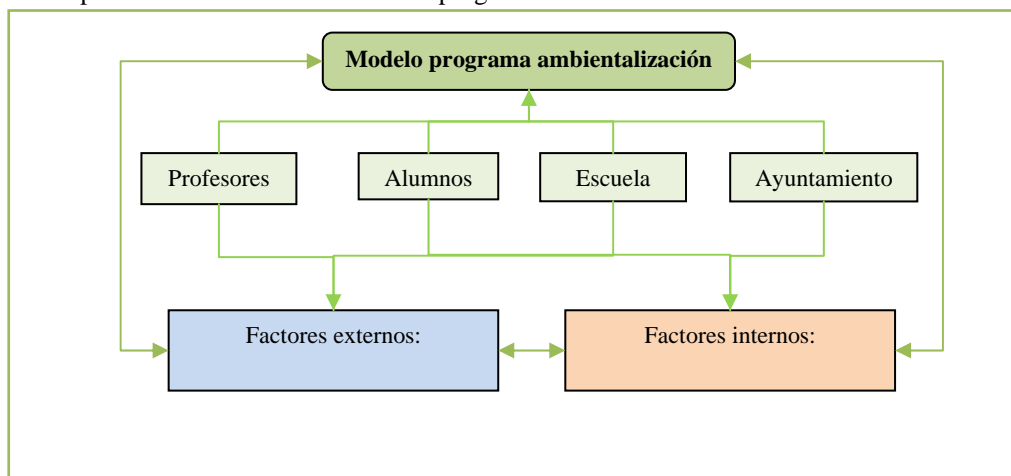 Modelo programa ambientalización
Profesores Alumnos Escuela Ayuntamiento
Factores externos: Factores internos: